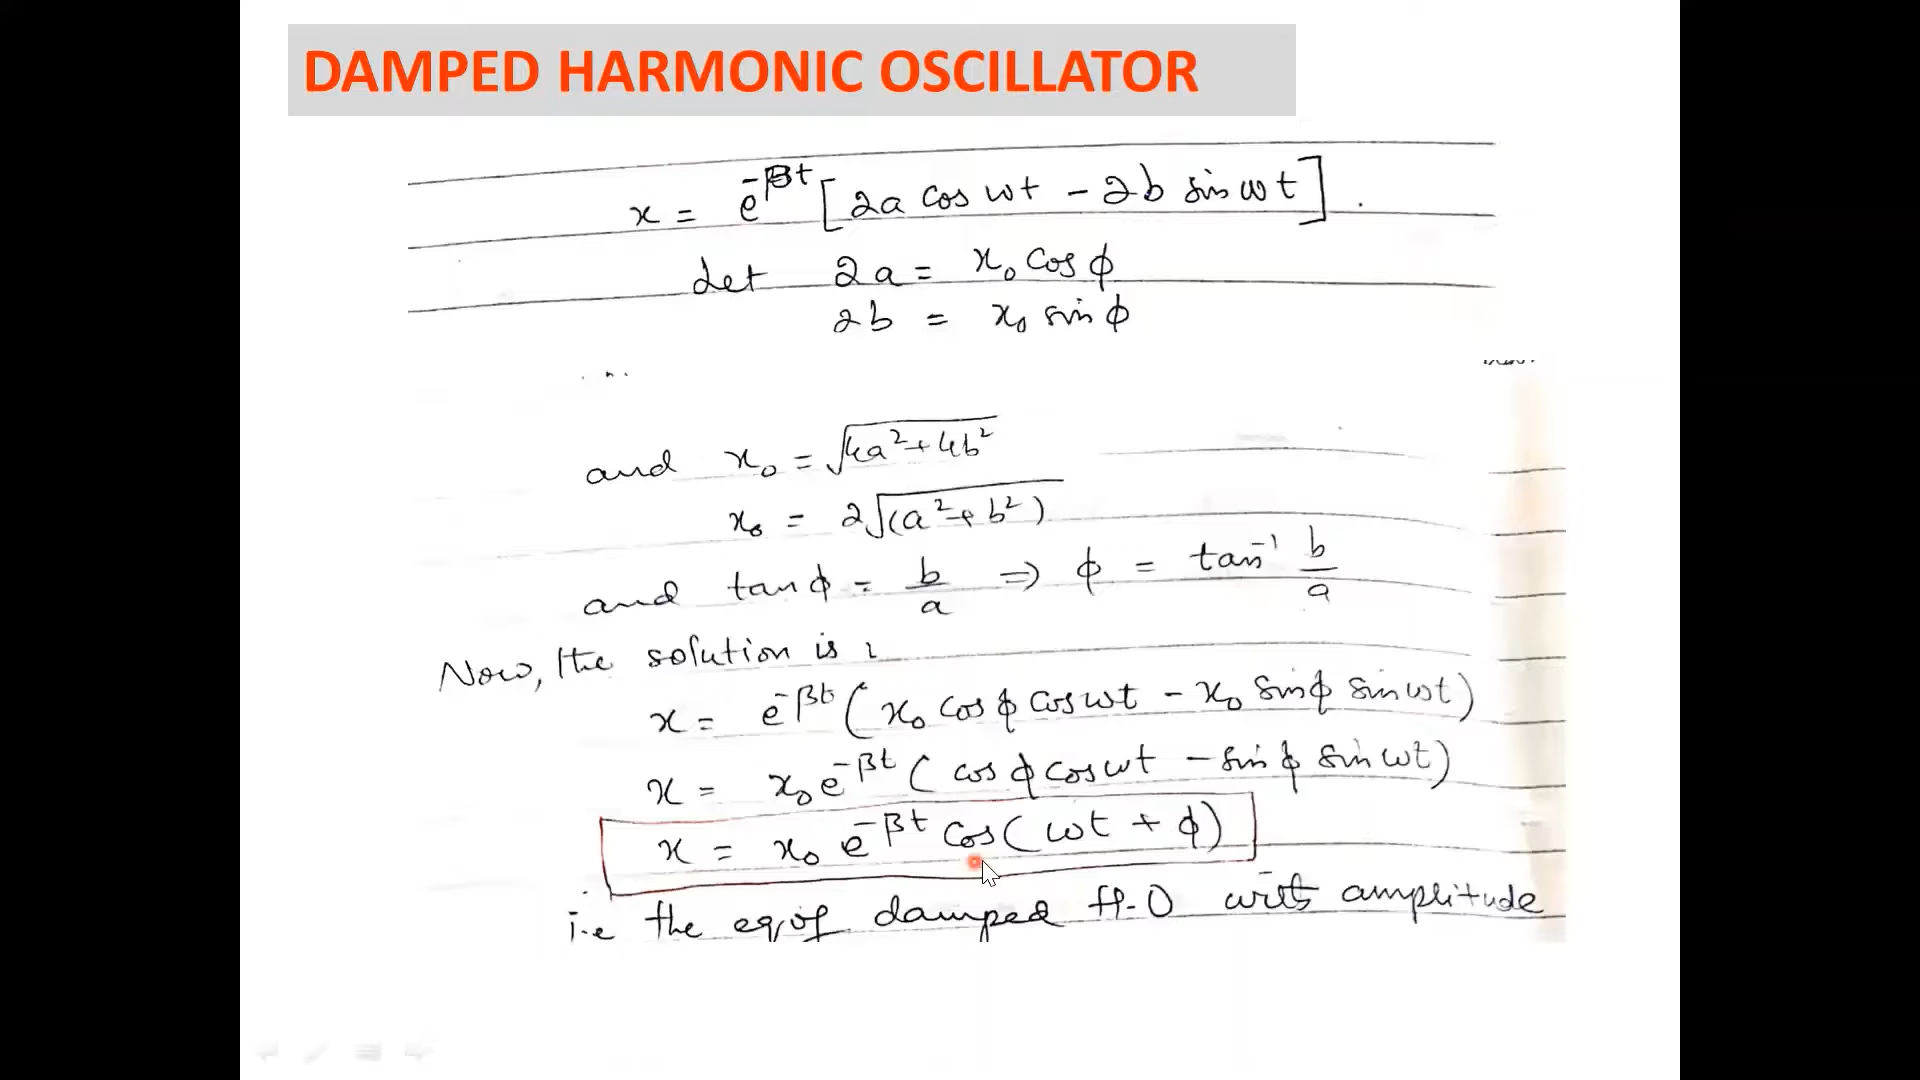 DAMPED HARMONIC OSCILLATOR
x = e^-βt [2a cos ωt - 2b sin ωt] .
Let 2a = x₀ cos ϕ
2b = x₀ sin ϕ
and x₀ = √4a² + 4b²
x₀ = 2√(a² + b²)
and tan ϕ = b/a ⇒ ϕ = tan⁻¹ b/a
Now, the solution is :
x = e^-βt (x₀ cos ϕ cos ωt - x₀ sin ϕ sin ωt)
x = x₀ e^-βt (cos ϕ cos ωt - sin ϕ sin ωt)
x = x₀ e^-βt cos(ωt + ϕ)
i.e the eq. of damped H.O with amplitude